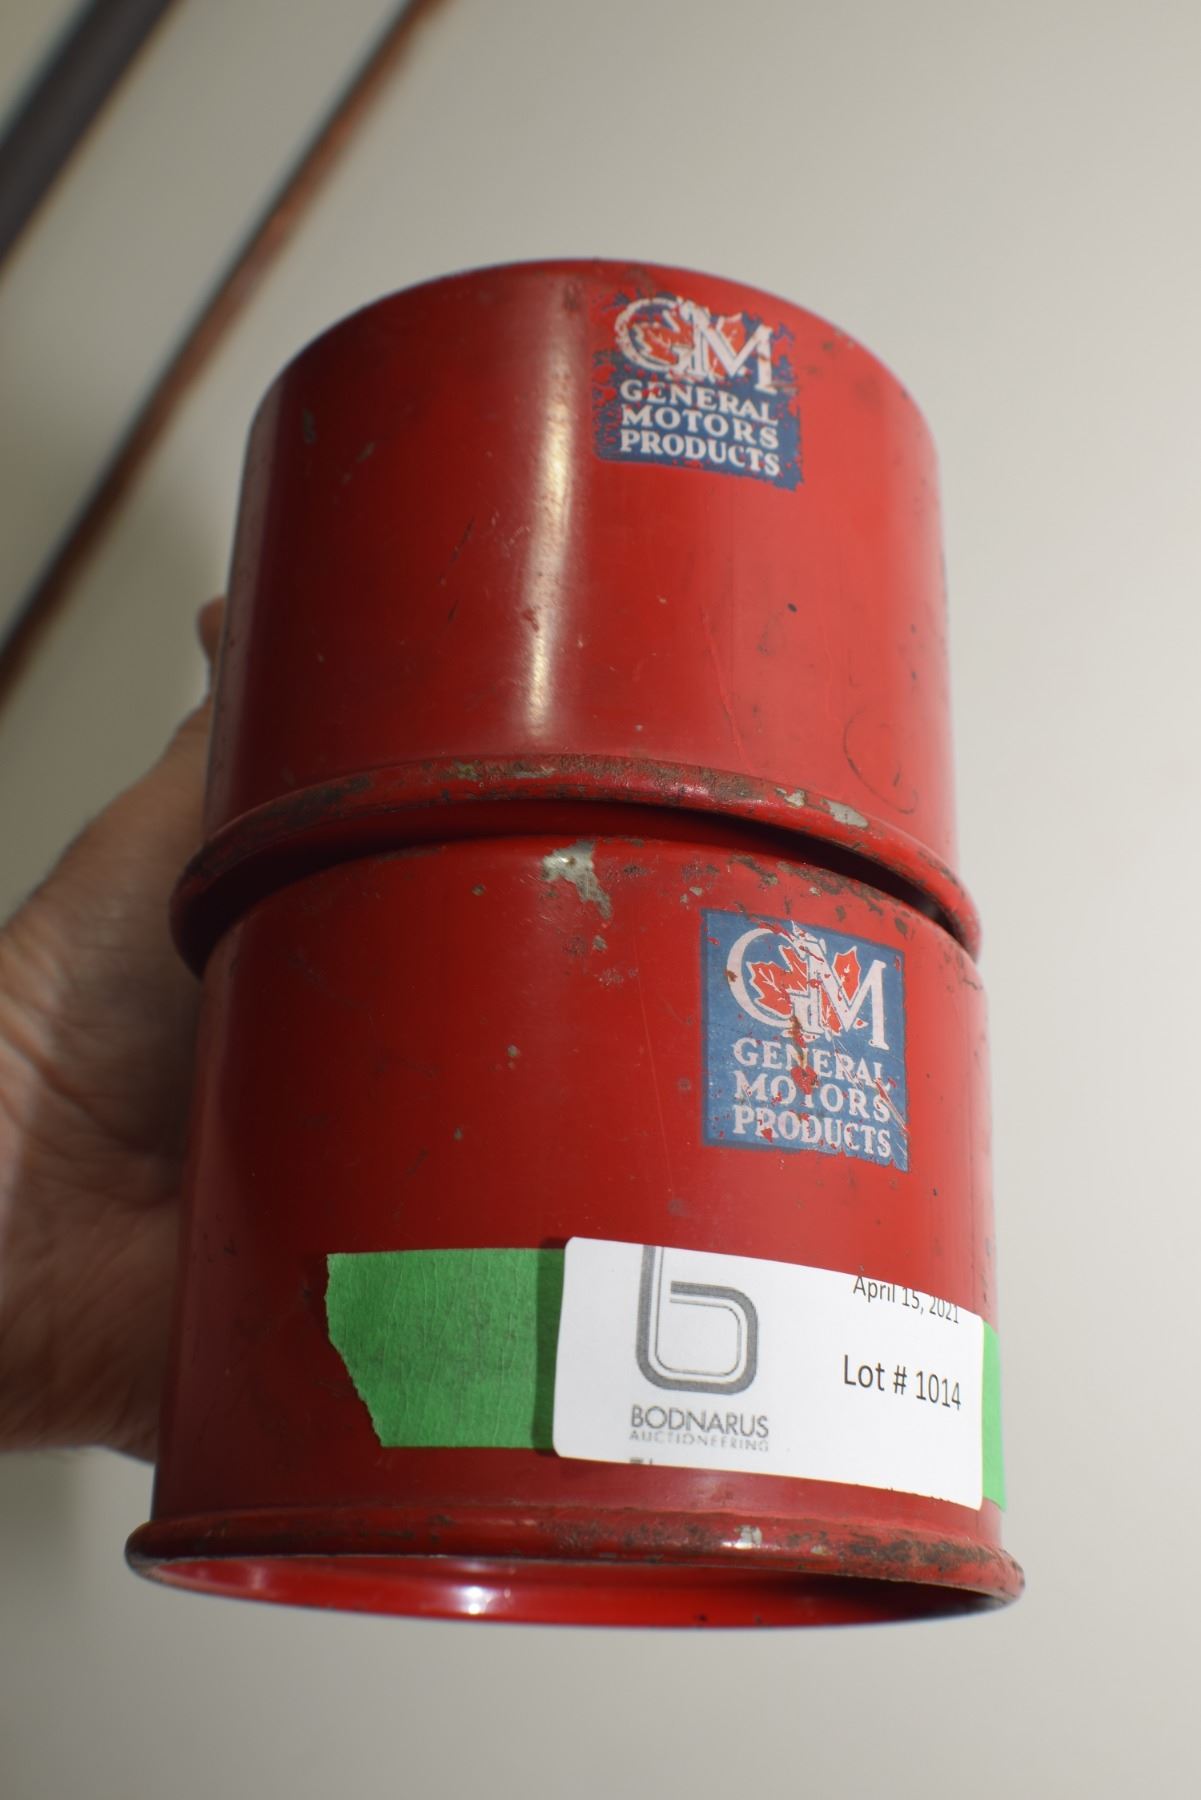 GM
GENERAL
MOTORS
PRODUCTS
GM
GENERAL
MOTORS
PRODUCTS
April 15, 2021
Lot # 1014
b
BODNARUS
AUCTIONEERING